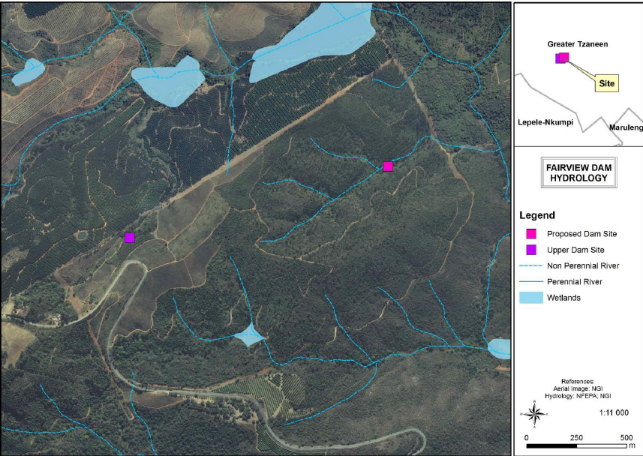 Greater Tzaneen
Site
Lepele-Nkumpi
Maruleng
FAIRVIEW DAM
HYDROLOGY
Legend
Proposed Dam Site
Upper Dam Site
Non Perennial River
Perennial River
Wetlands
References:
Aerial Image: NGI
Hydrology: NFEPA; NGI
1:11 000
0 250 500
m